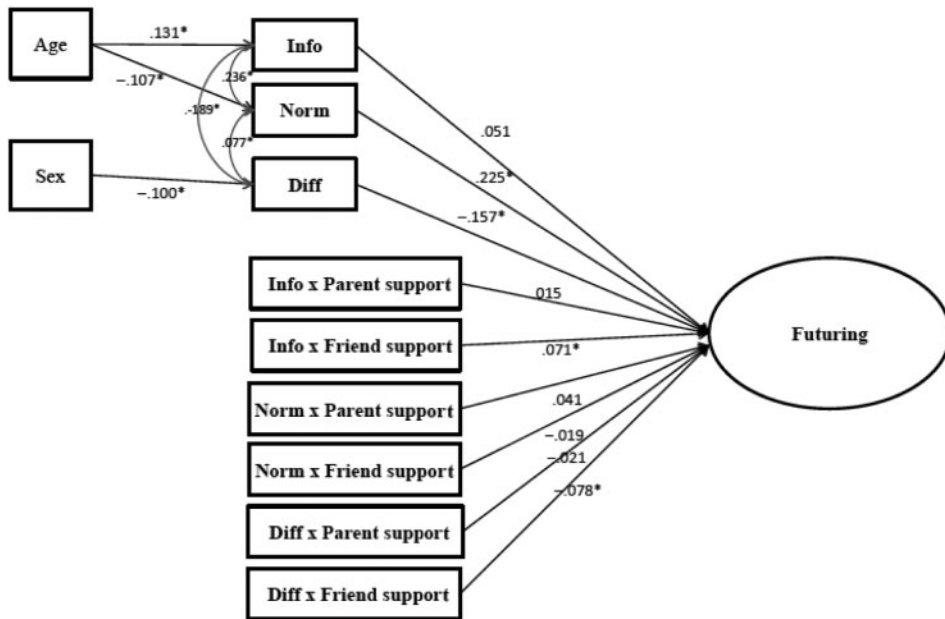 Age
.131*
Info
−.107*
.236*
.-189*
Norm
.077*
Sex
−.100*
Diff
.051
.225*
−.157*
Info x Parent support
015
Info x Friend support
.071*
Futuring
Norm x Parent support
.041
Norm x Friend support
−.019
−.021
Diff x Parent support
−.078*
Diff x Friend support